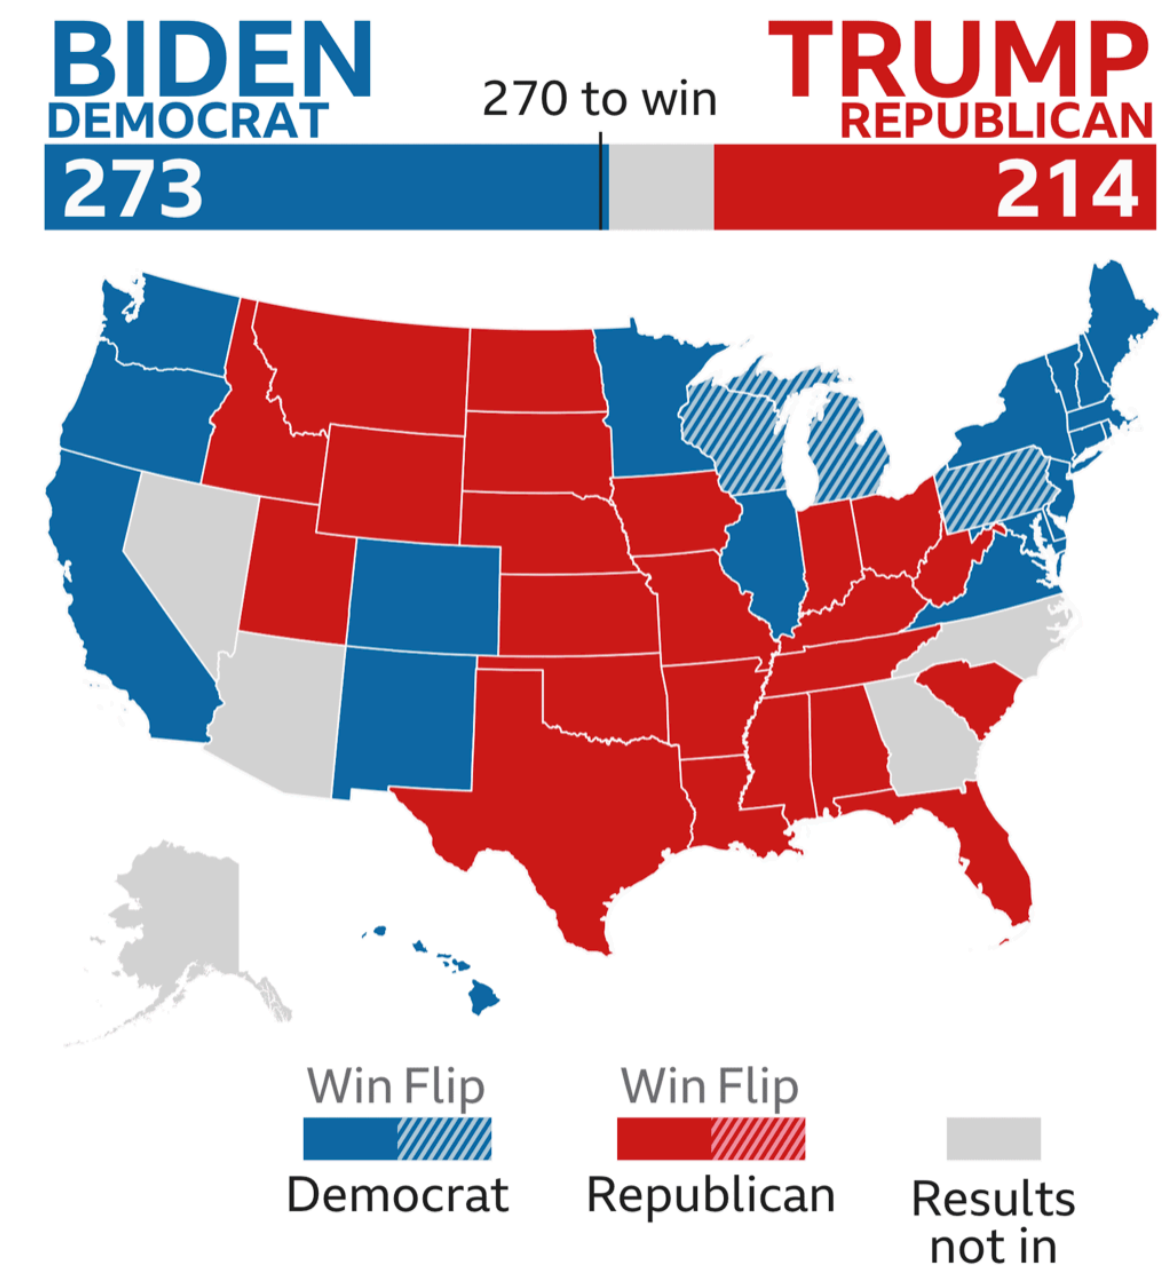 BIDEN
DEMOCRAT
270 to win
TRUMP
REPUBLICAN
273
214
Win Flip
Democrat
Win Flip
Republican
Results
not in